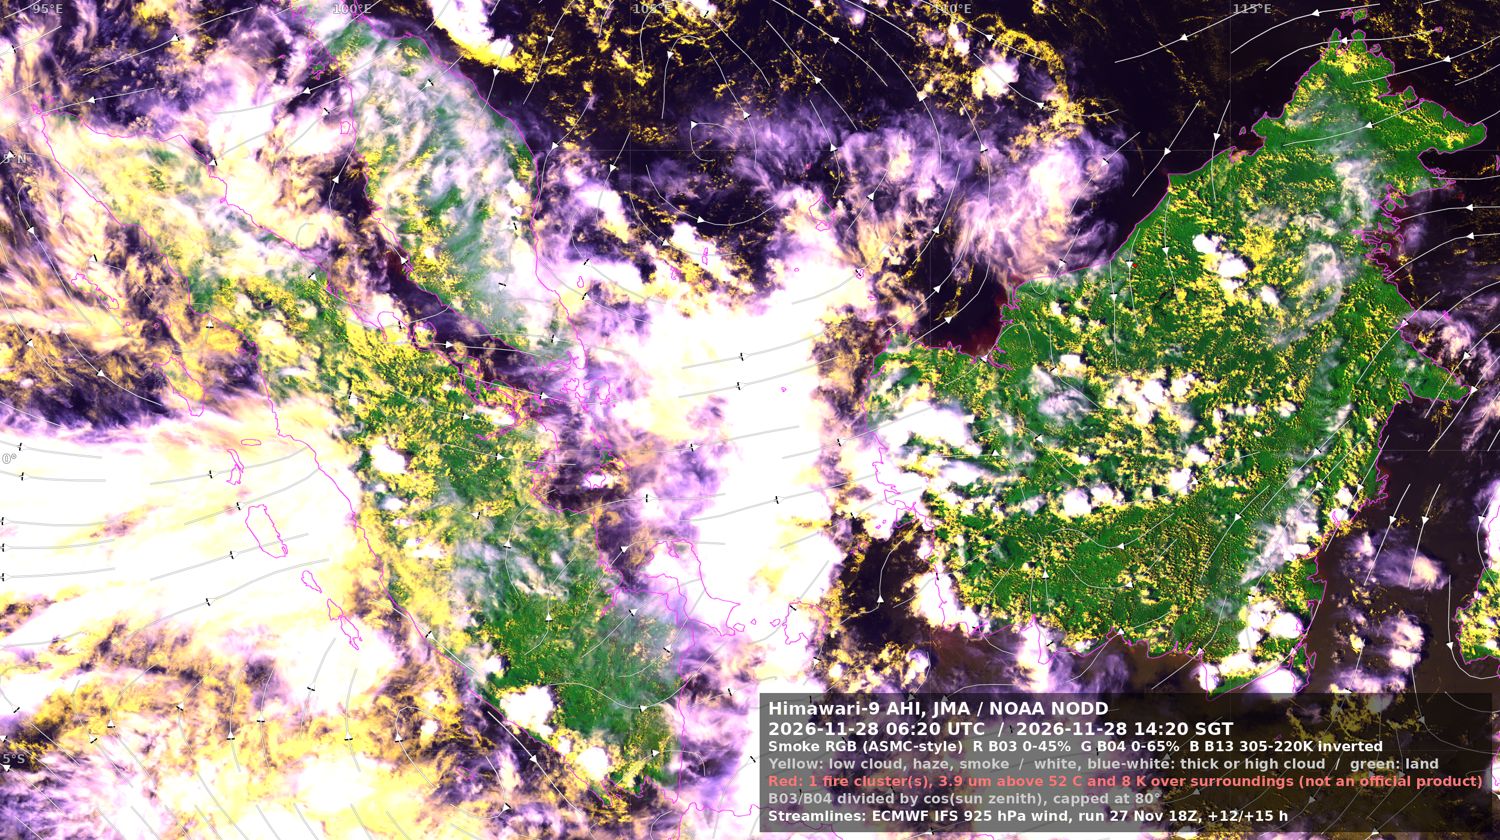 95°E
100°E
105°E
110°E
115°E
5°N
0°
5°S
Himawari-9 AHI, JMA / NOAA NODD
2026-11-28 06:20 UTC / 2026-11-28 14:20 SGT
Smoke RGB (ASMC-style) R B03 0-45% G B04 0-65% B B13 305-220K inverted
Yellow: low cloud, haze, smoke / white, blue-white: thick or high cloud / green: land
Red: 1 fire cluster(s), 3.9 um above 52 C and 8 K over surroundings (not an official product)
B03/B04 divided by cos(sun zenith), capped at 80°
Streamlines: ECMWF IFS 925 hPa wind, run 27 Nov 18Z, +12/+15 h